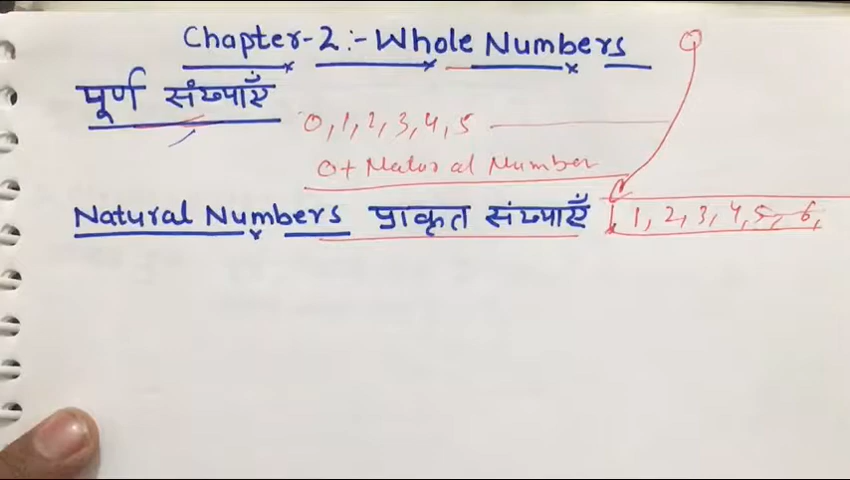 Chapter-2:- Whole Numbers
पूर्ण संख्याएँ
0, 1, 2, 3, 4, 5
0+ Natural Number
Natural Numbers प्राकृत संख्याएँ 1, 2, 3, 4, 5, 6,